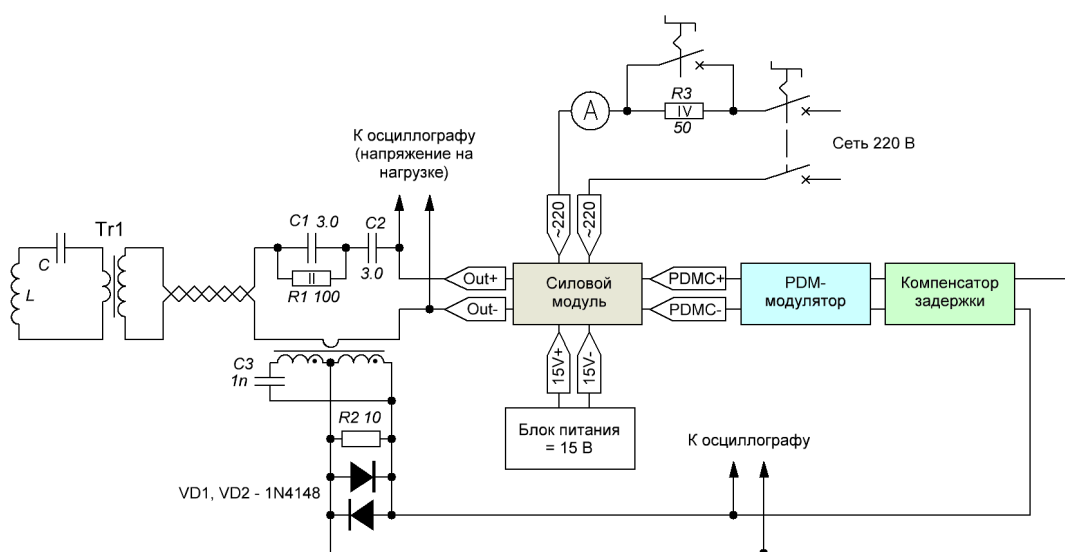 A
R3
IV
50
Сеть 220 В
К осциллографу
(напряжение на
нагрузке)
~220
~220
Tr1
C
L
C1 3.0
C2
3.0
II
R1 100
Out+
Out-
Силовой
модуль
PDMC+
PDMC-
PDM-
модулятор
Компенсатор
задержки
15V+
15V-
C3
1n
R2 10
Блок питания
= 15 В
К осциллографу
VD1, VD2 - 1N4148